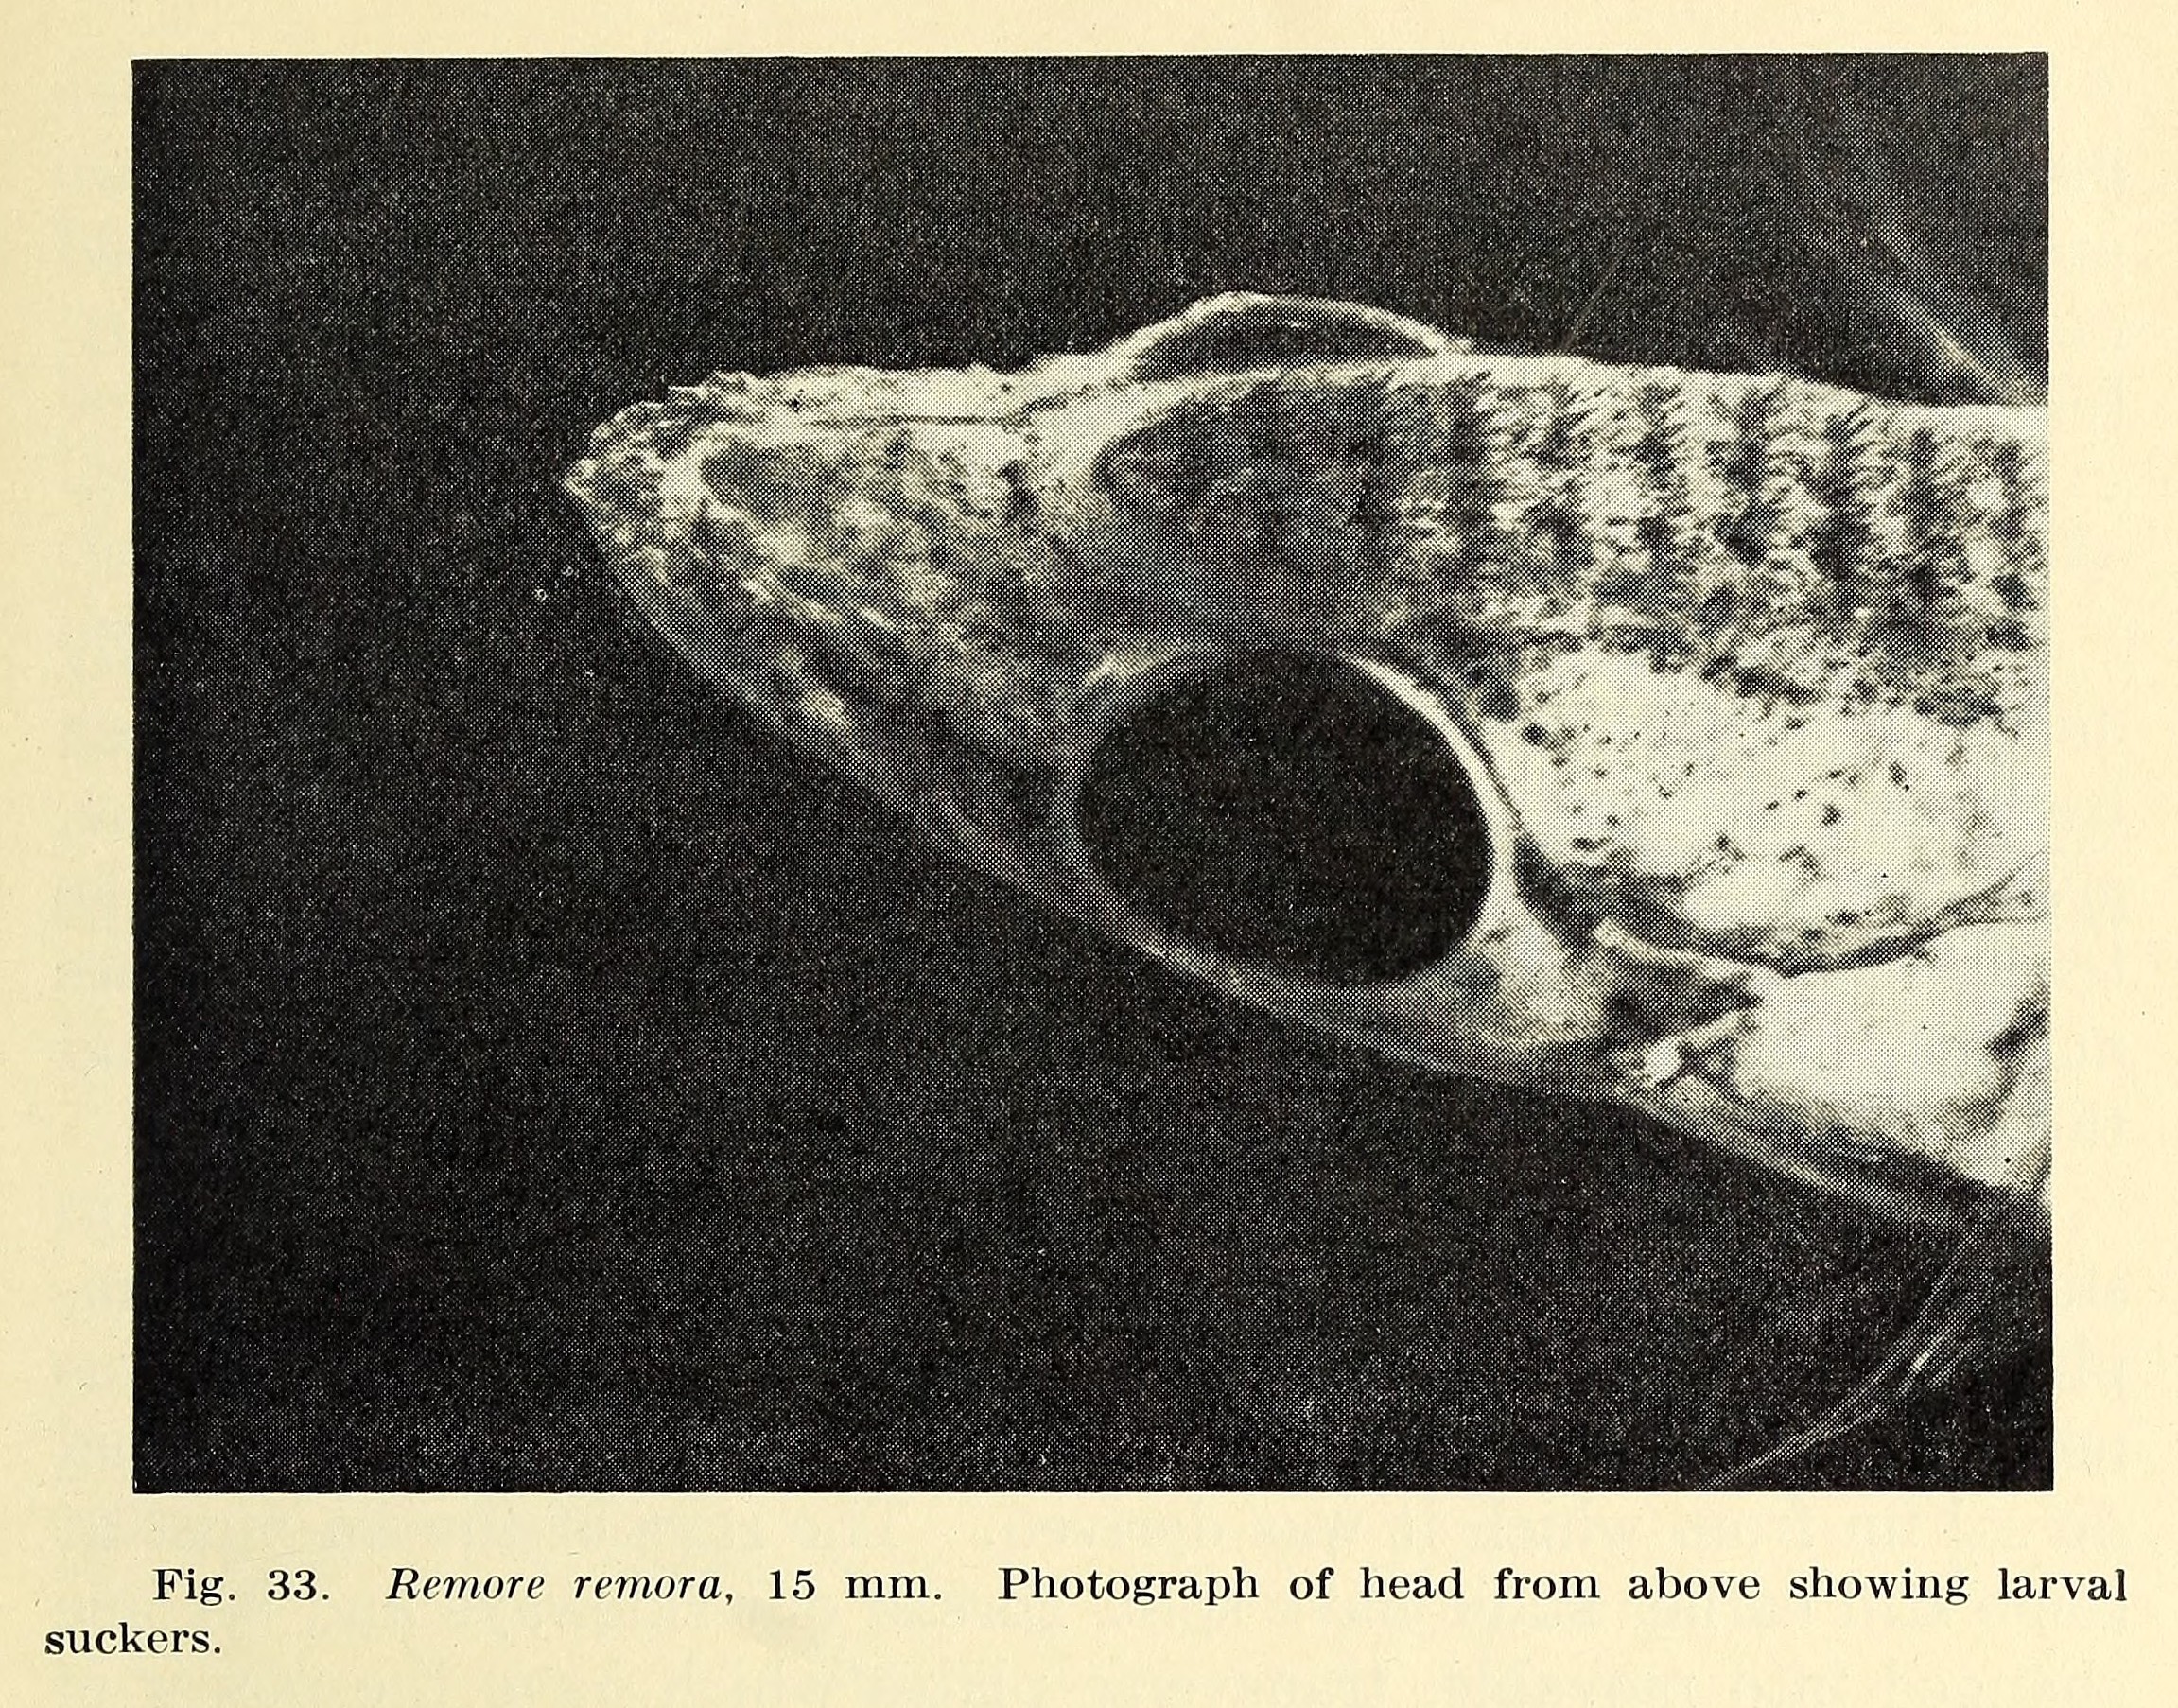 Fig. 33. Remore remora, 15 mm. Photograph of head from above showing larval
suckers.